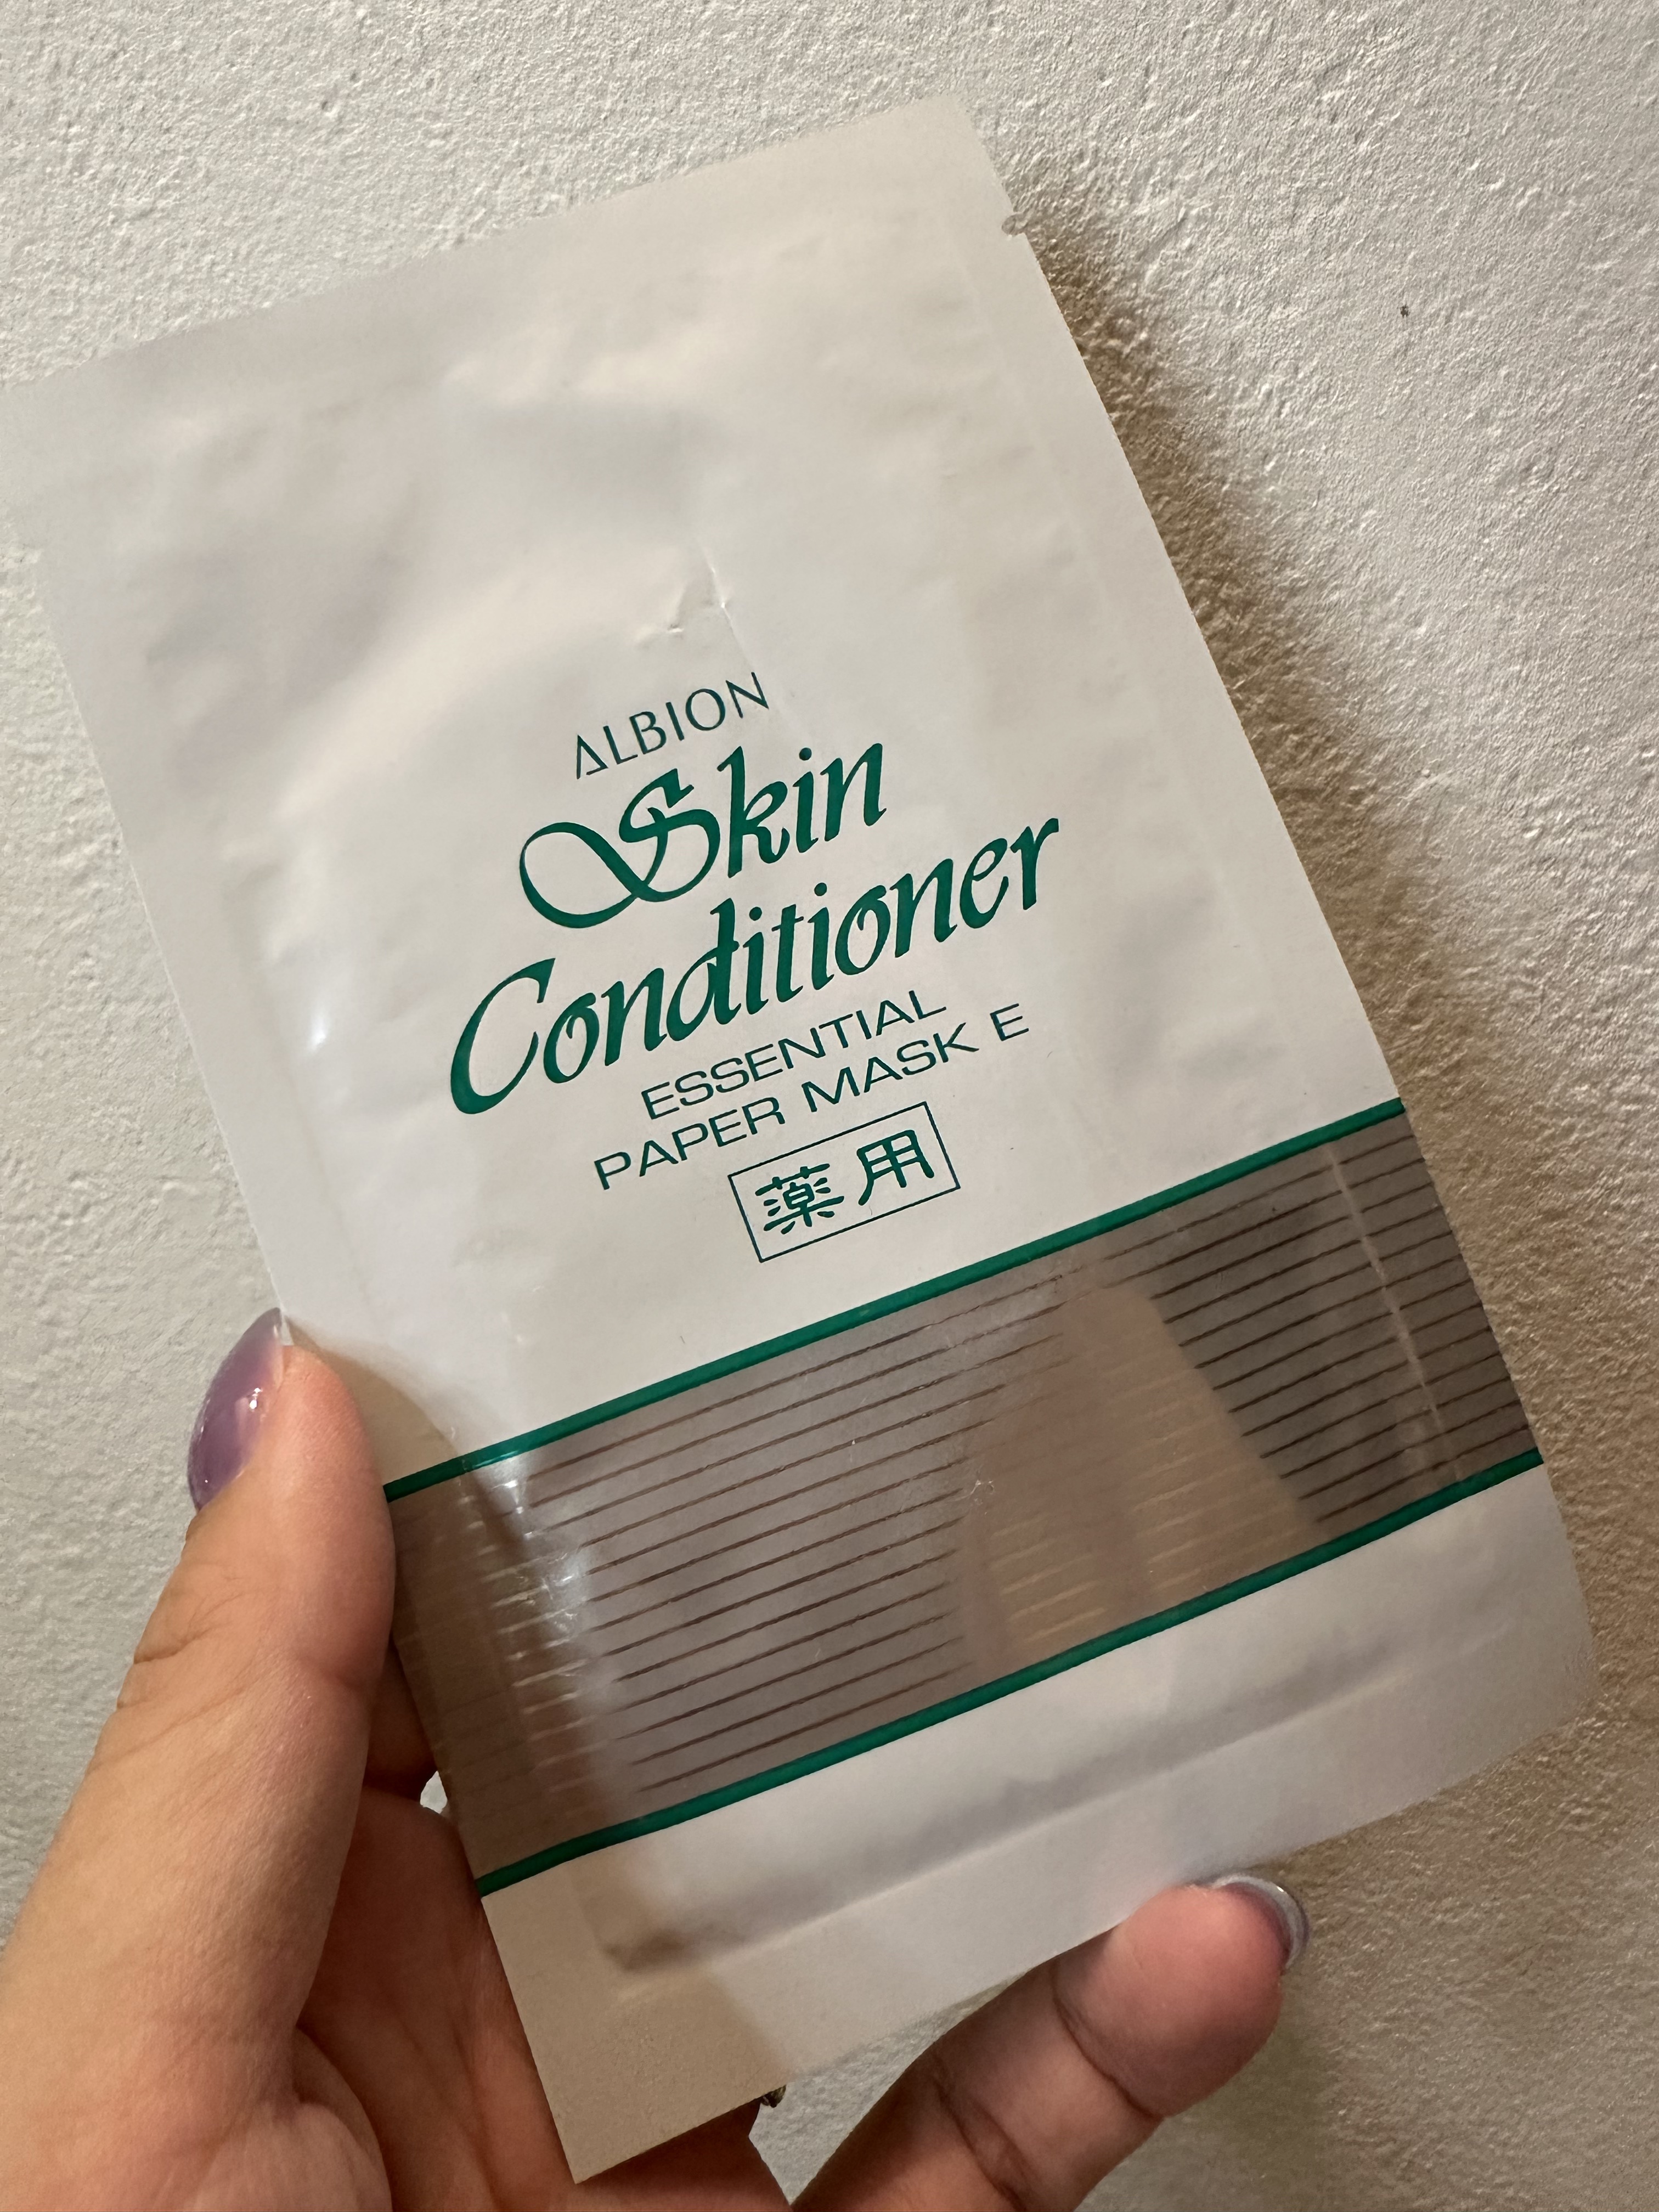 ALBION
Skin
Conditioner
ESSENTIAL
PAPER MASK E
薬用